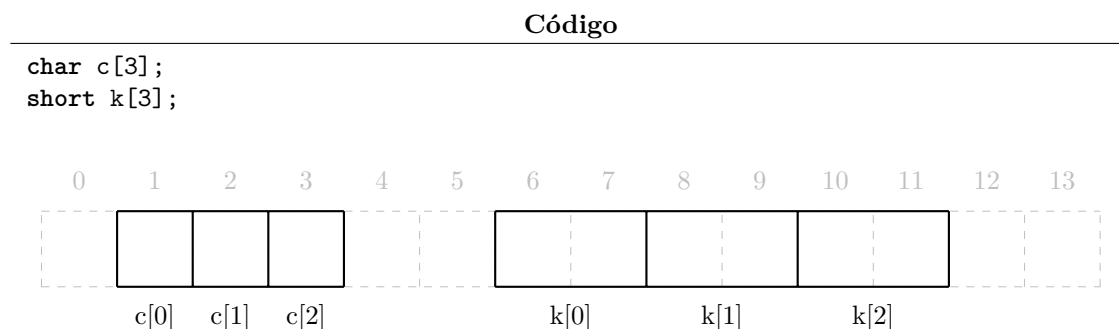 Código
char c[3];
short k[3];
0 1 2 3 4 5 6 7 8 9 10 11 12 13
c[0] c[1] c[2] k[0] k[1] k[2]